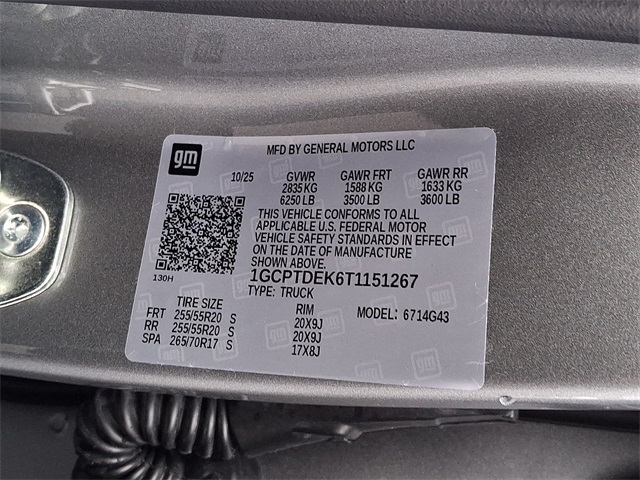 gm
MFD BY GENERAL MOTORS LLC
10/25 GVWR GAWR FRT GAWR RR
2835 KG 1588 KG 1633 KG
6250 LB 3500 LB 3600 LB
THIS VEHICLE CONFORMS TO ALL
APPLICABLE U.S. FEDERAL MOTOR
VEHICLE SAFETY STANDARDS IN EFFECT
ON THE DATE OF MANUFACTURE
SHOWN ABOVE.
130H
1GCPTDEK6T1151267
TYPE: TRUCK
TIRE SIZE RIM MODEL: 6714G43
FRT 255/55R20 S 20X9J
RR 255/55R20 S 20X9J
SPA 265/70R17 S 17X8J